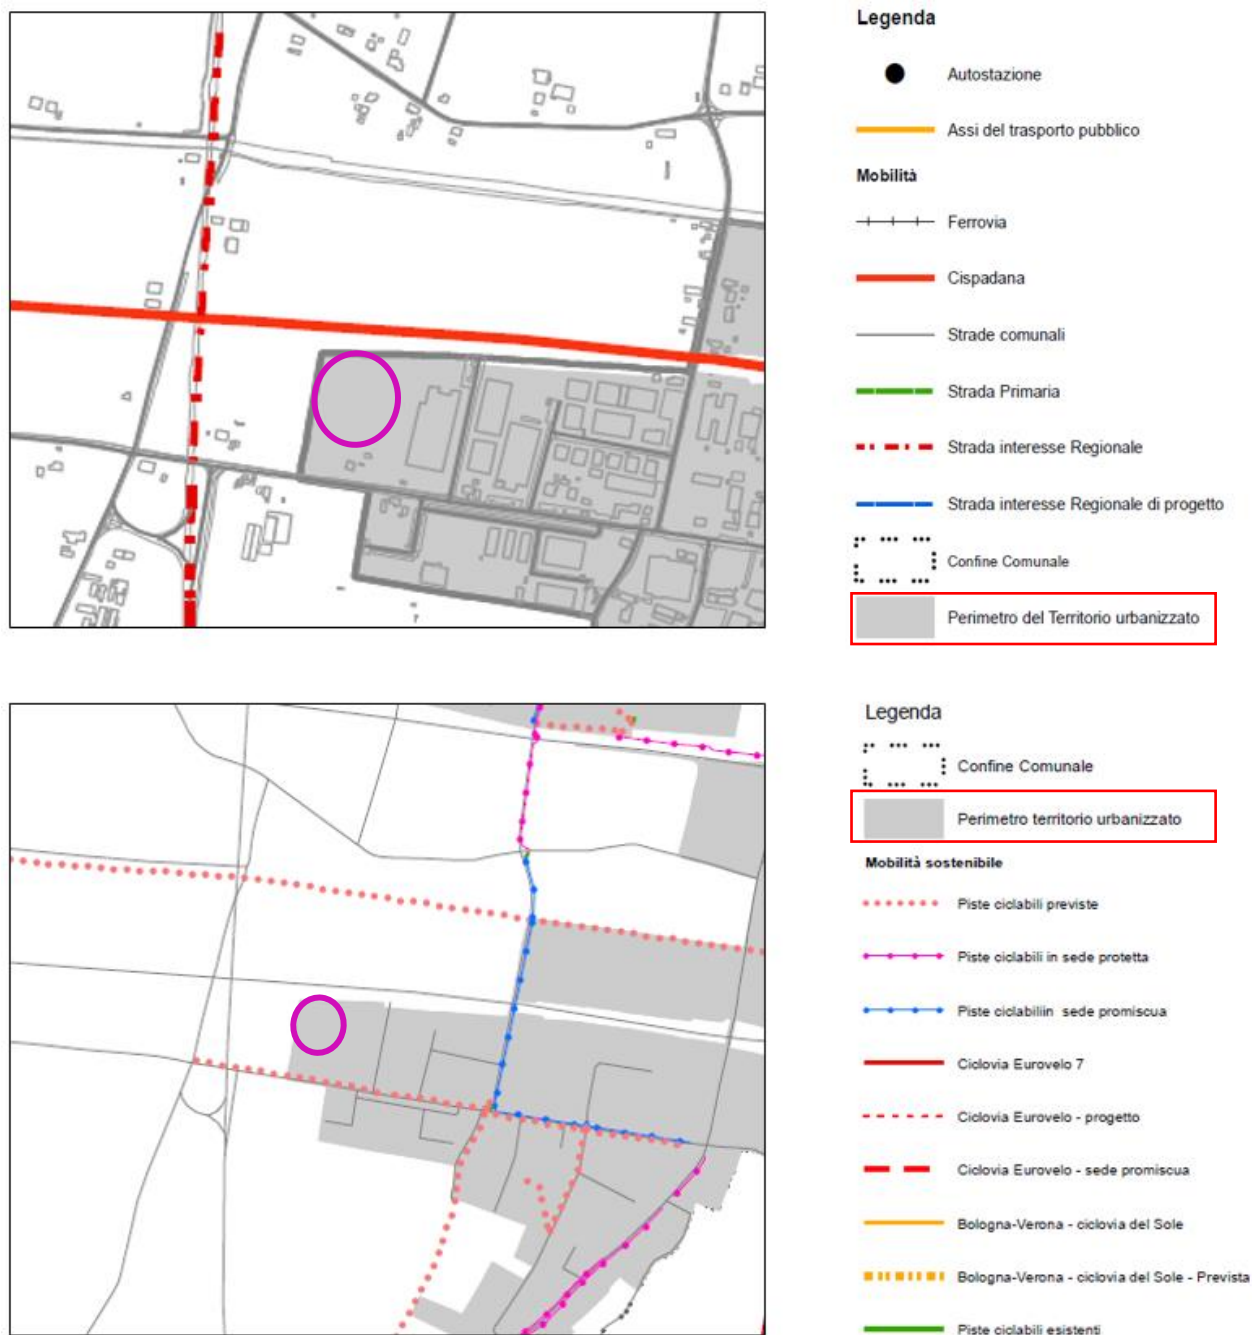 Legenda
Autostazione
Assi del trasporto pubblico
Mobilità
Ferrovia
Cispadana
Strade comunali
Strada Primaria
Strada interesse Regionale
Strada interesse Regionale di progetto
Confine Comunale
Perimetro del Territorio urbanizzato
Legenda
Confine Comunale
Perimetro territorio urbanizzato
Mobilità sostenibile
Piste ciclabili previste
Piste ciclabili in sede protetta
Piste ciclabiliin sede promiscua
Ciclovia Eurovelo 7
Ciclovia Eurovelo - progetto
Ciclovia Eurovelo - sede promiscua
Bologna-Verona - ciclovia del Sole
Bologna-Verona - ciclovia del Sole - Prevista
Piste ciclabili esistenti